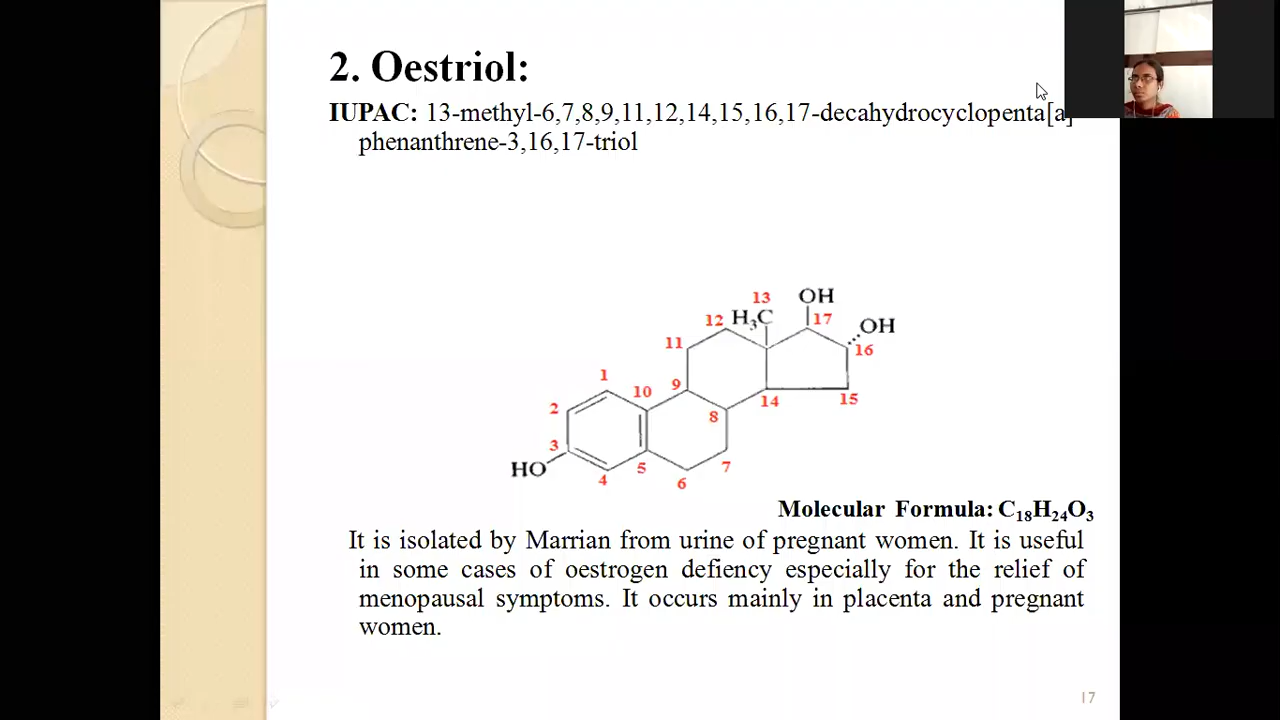 2. Oestriol:
IUPAC: 13-methyl-6,7,8,9,11,12,14,15,16,17-decahydrocyclopenta[a]
phenanthrene-3,16,17-triol
13 OH
12 H₃C 17 OH
11 16
1
10 9
2 8 14 15
3
HO 4 5 6 7
Molecular Formula: C₁₈H₂₄O₃
It is isolated by Marrian from urine of pregnant women. It is useful
in some cases of oestrogen defiency especially for the relief of
menopausal symptoms. It occurs mainly in placenta and pregnant
women.
17